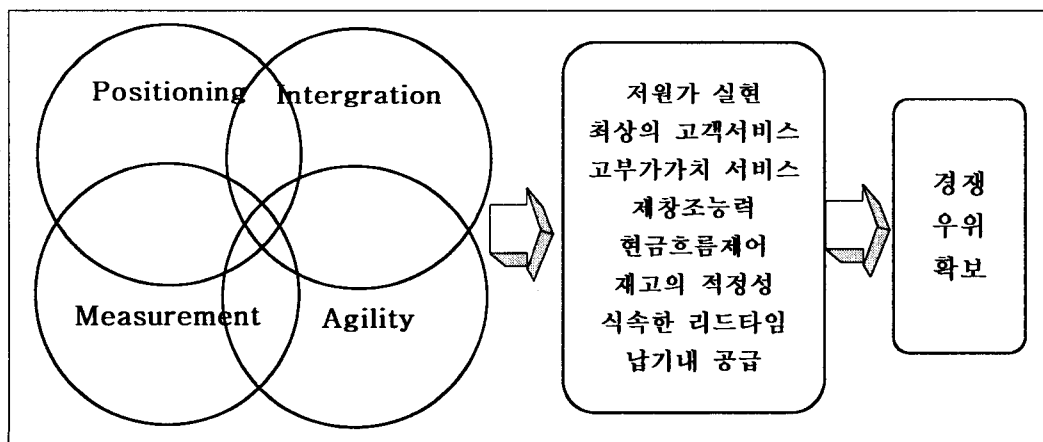 Positioning
Intergration
Measurement
Agility
저원가 실현
최상의 고객서비스
고부가가치 서비스
재창조능력
현금흐름제어
재고의 적정성
신속한 리드타임
납기내 공급
경쟁
우위
확보